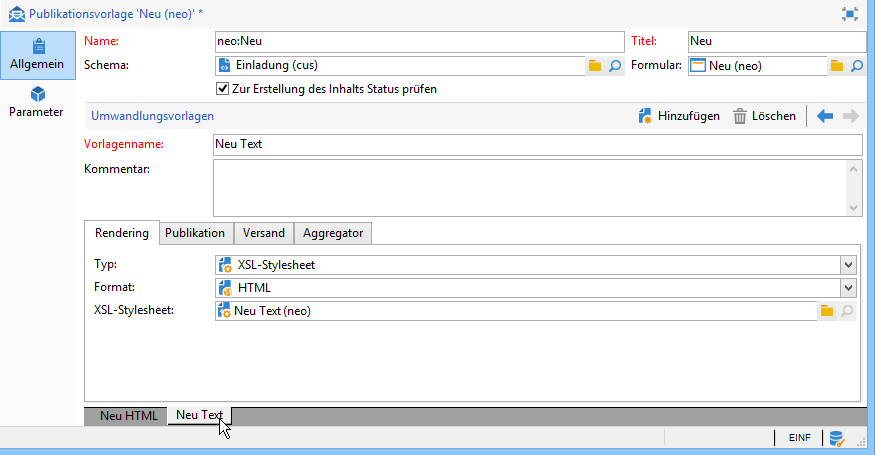 Publikationsvorlage 'Neu (neo)' *
Allgemein
Parameter
Name: neo:Neu Titel: Neu
Schema: Einladung (cus) Formular: Neu (neo)
Zur Erstellung des Inhalts Status prüfen
Umwandlungsvorlagen Hinzufügen Löschen
Vorlagenname: Neu Text
Kommentar:
Rendering Publikation Versand Aggregator
Typ: XSL-Stylesheet
Format: HTML
XSL-Stylesheet: Neu Text (neo)
Neu HTML Neu Text
EINF